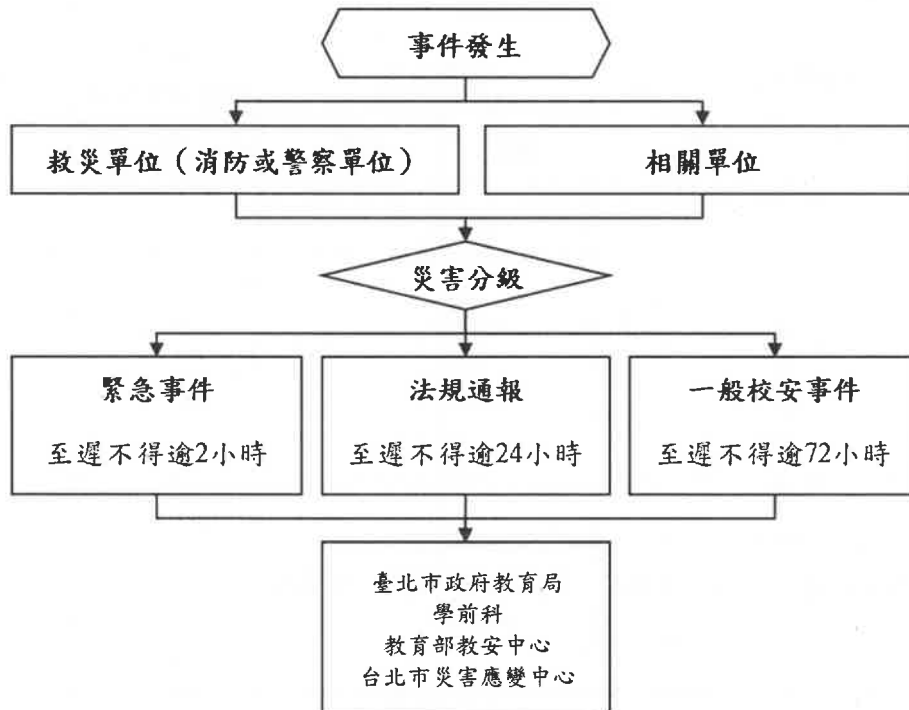 事件發生
救災單位（消防或警察單位）
相關單位
災害分級
緊急事件
至遲不得逾2小時
法規通報
至遲不得逾24小時
一般校安事件
至遲不得逾72小時
臺北市政府教育局
學前科
教育部教安中心
台北市災害應變中心